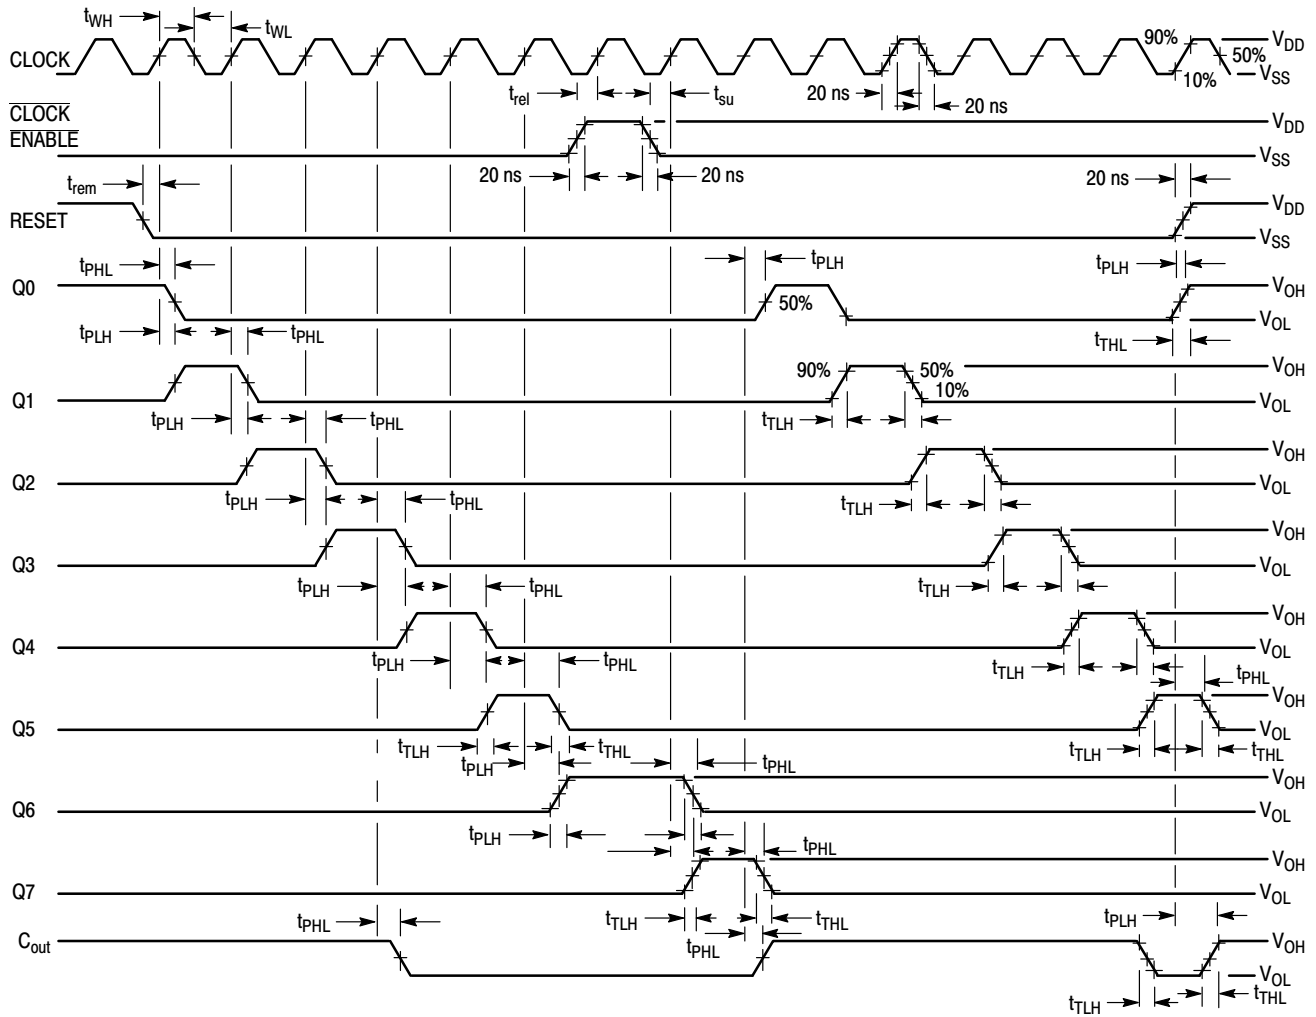 tWH
tWL
CLOCK
90%
VDD
50%
VSS
10%
trel
tsu
20 ns
20 ns
CLOCK
ENABLE
VDD
VSS
20 ns
20 ns
trem
20 ns
RESET
VDD
VSS
tPHL
tPLH
tPLH
Q0
50%
VOH
VOL
tPLH
tPHL
tTHL
Q1
90%
50%
10%
VOH
VOL
tPLH
tPHL
tTLH
Q2
VOH
VOL
tPLH
tPHL
tTLH
Q3
VOH
VOL
tPLH
tPHL
tTLH
Q4
VOH
VOL
tPLH
tPHL
tTLH
tPHL
Q5
VOH
VOL
tTLH
tTHL
tPLH
tPHL
tTLH
tTHL
Q6
VOH
VOL
tPLH
tPHL
Q7
VOH
VOL
tPHL
tTLH
tTHL
tPLH
tPHL
Cout
VOH
VOL
tTLH
tTHL